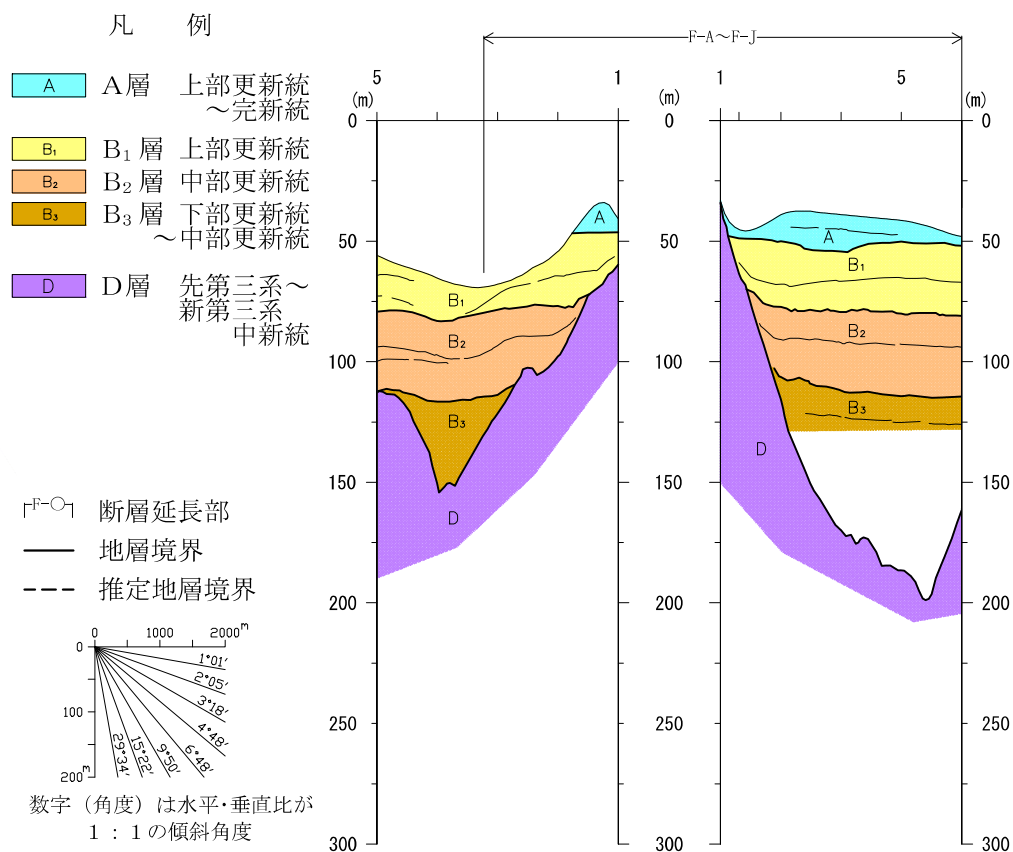 凡 例
A A層 上部更新統
～完新統
B₁ B₁層 上部更新統
B₂ B₂層 中部更新統
B₃ B₃層 下部更新統
～中部更新統
D D層 先第三系～
新第三系
中新統
F-○ 断層延長部
地層境界
推定地層境界
0 1000 2000m
0
100
200m
1°01′
2°05′
3°18′
4°48′
6°48′
9°50′
15°22′
29°34′
数字（角度）は水平・垂直比が
1：1の傾斜角度
F-A～F-J
5 1
(m)
0
50
100
150
200
250
300
A
B₁
B₂
B₃
D
1 5
(m) (m)
0 0
50 50
100 100
150 150
200 200
250 250
300 300
A
B₁
B₂
B₃
D